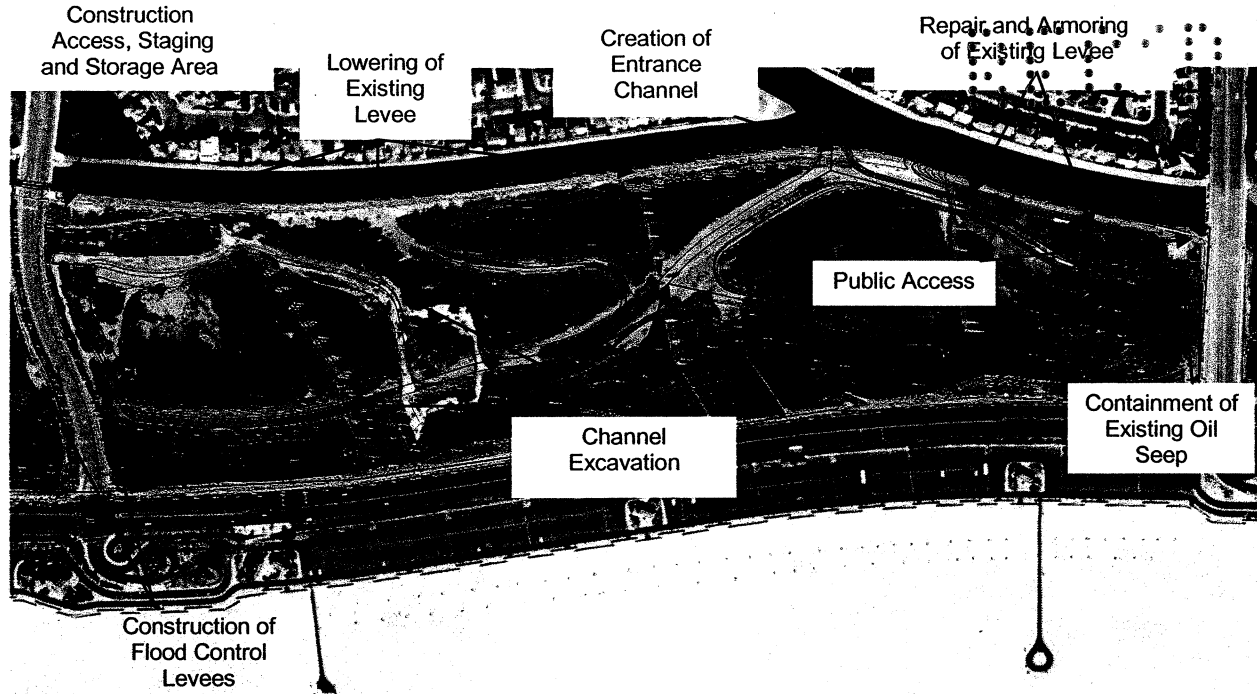 Construction
Access, Staging
and Storage Area
Lowering of
Existing
Levee
Creation of
Entrance
Channel
Repair and Armoring
of Existing Levee
Public Access
Containment of
Existing Oil
Seep
Channel
Excavation
Construction of
Flood Control
Levees